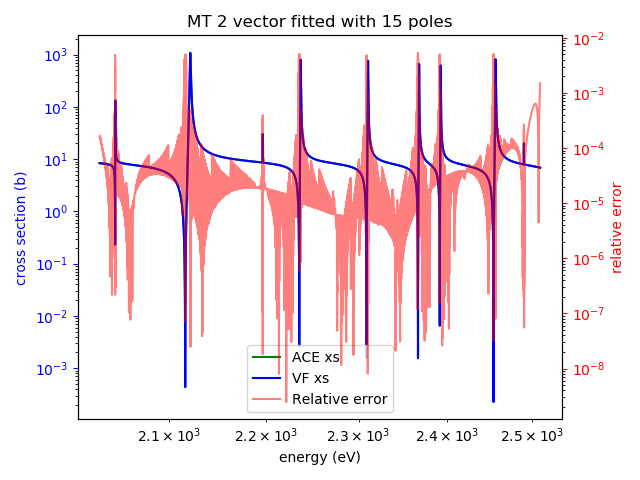 MT 2 vector fitted with 15 poles
cross section (b)
10³
10²
10¹
10⁰
10⁻¹
10⁻²
10⁻³
10⁻²
10⁻³
10⁻⁴
10⁻⁵
10⁻⁶
10⁻⁷
10⁻⁸
relative error
ACE xs
VF xs
Relative error
2.1 × 10³ 2.2 × 10³ 2.3 × 10³ 2.4 × 10³ 2.5 × 10³
energy (eV)